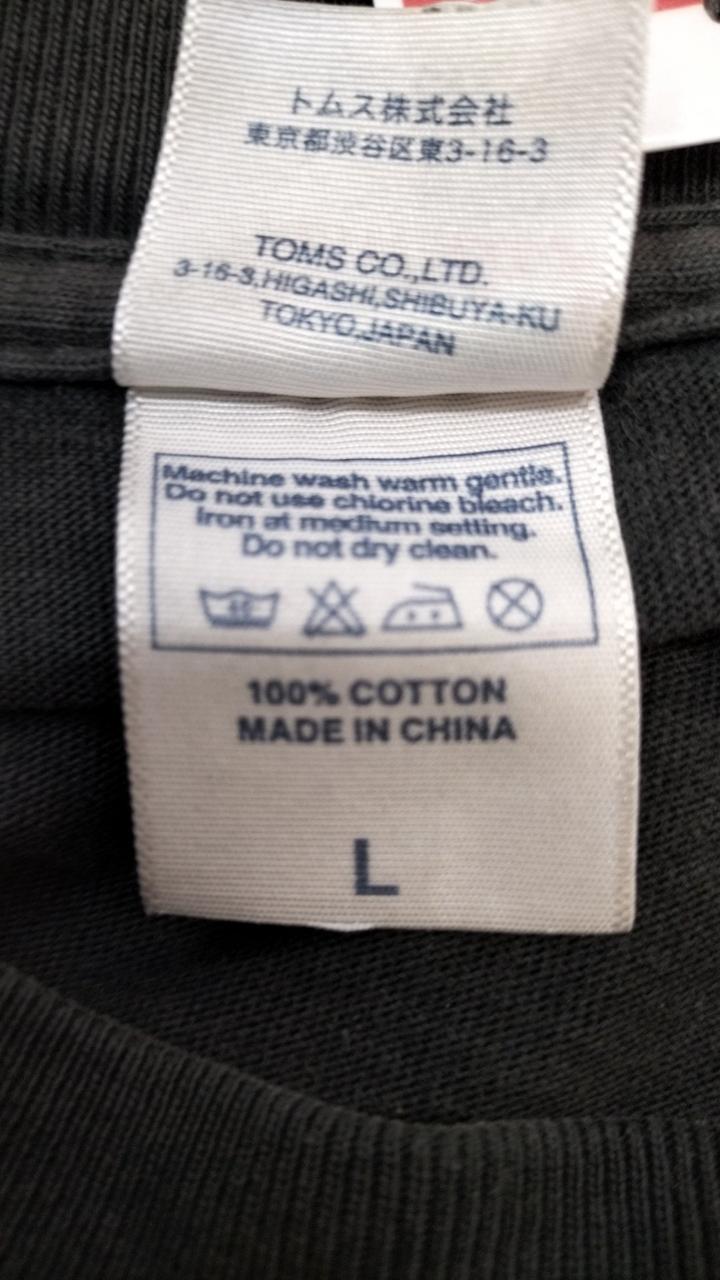 トムス株式会社
東京都渋谷区東3-16-3
TOMS CO.,LTD.
3-16-3,HIGASHI,SHIBUYA-KU
TOKYO,JAPAN
Machine wash warm gentle.
Do not use chlorine bleach.
Iron at medium setting.
Do not dry clean.
40
100% COTTON
MADE IN CHINA
L